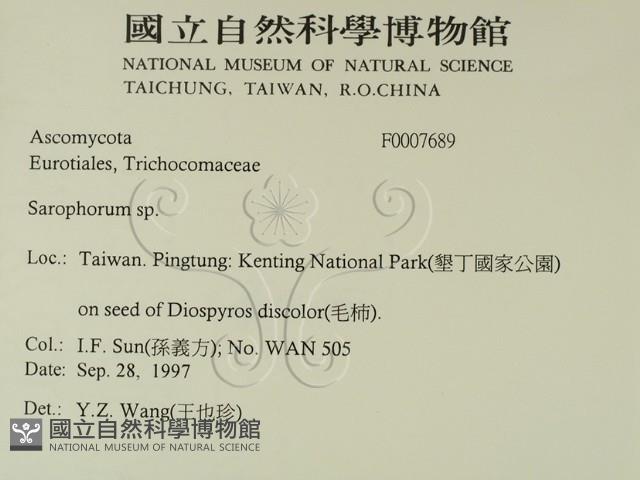 國立自然科學博物館
NATIONAL MUSEUM OF NATURAL SCIENCE
TAICHUNG, TAIWAN, R.O.CHINA
Ascomycota F0007689
Eurotiales, Trichocomaceae
Sarophorum sp.
Loc.: Taiwan. Pingtung: Kenting National Park(墾丁國家公園)
on seed of Diospyros discolor(毛柿).
Col.: I.F. Sun(孫義方); No. WAN 505
Date: Sep. 28, 1997
Det.: Y.Z. Wang(王也珍)
國立自然科學博物館
NATIONAL MUSEUM OF NATURAL SCIENCE